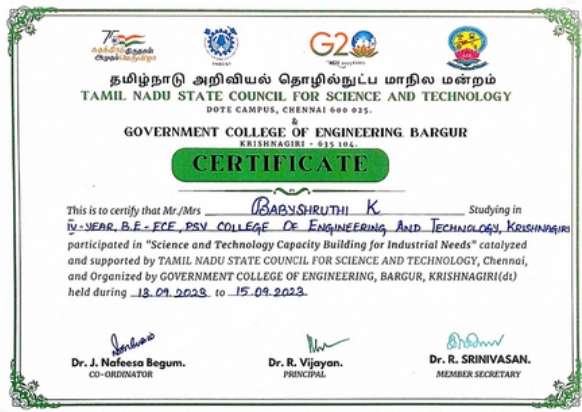 75
TNSCST
G20
தமிழ்நாடு அறிவியல் தொழில்நுட்ப மாநில மன்றம்
TAMIL NADU STATE COUNCIL FOR SCIENCE AND TECHNOLOGY
DOTE CAMPUS, CHENNAI 600 025.
&
GOVERNMENT COLLEGE OF ENGINEERING BARGUR
KRISHNAGIRI - 635 104.
CERTIFICATE
This is to certify that Mr./Mrs BABYSHRUTHI K Studying in
IV-YEAR, B.E-ECE, PSV COLLEGE OF ENGINEERING AND TECHNOLOGY, KRISHNAGIRI
participated in "Science and Technology Capacity Building for Industrial Needs" catalyzed
and supported by TAMIL NADU STATE COUNCIL FOR SCIENCE AND TECHNOLOGY, Chennai,
and Organized by GOVERNMENT COLLEGE OF ENGINEERING, BARGUR, KRISHNAGIRI(dt)
held during 13.09.2023 to 15.09.2023.
Dr. J. Nafeesa Begum. Dr. R. Vijayan. Dr. R. SRINIVASAN.
CO-ORDINATOR PRINCIPAL MEMBER SECRETARY